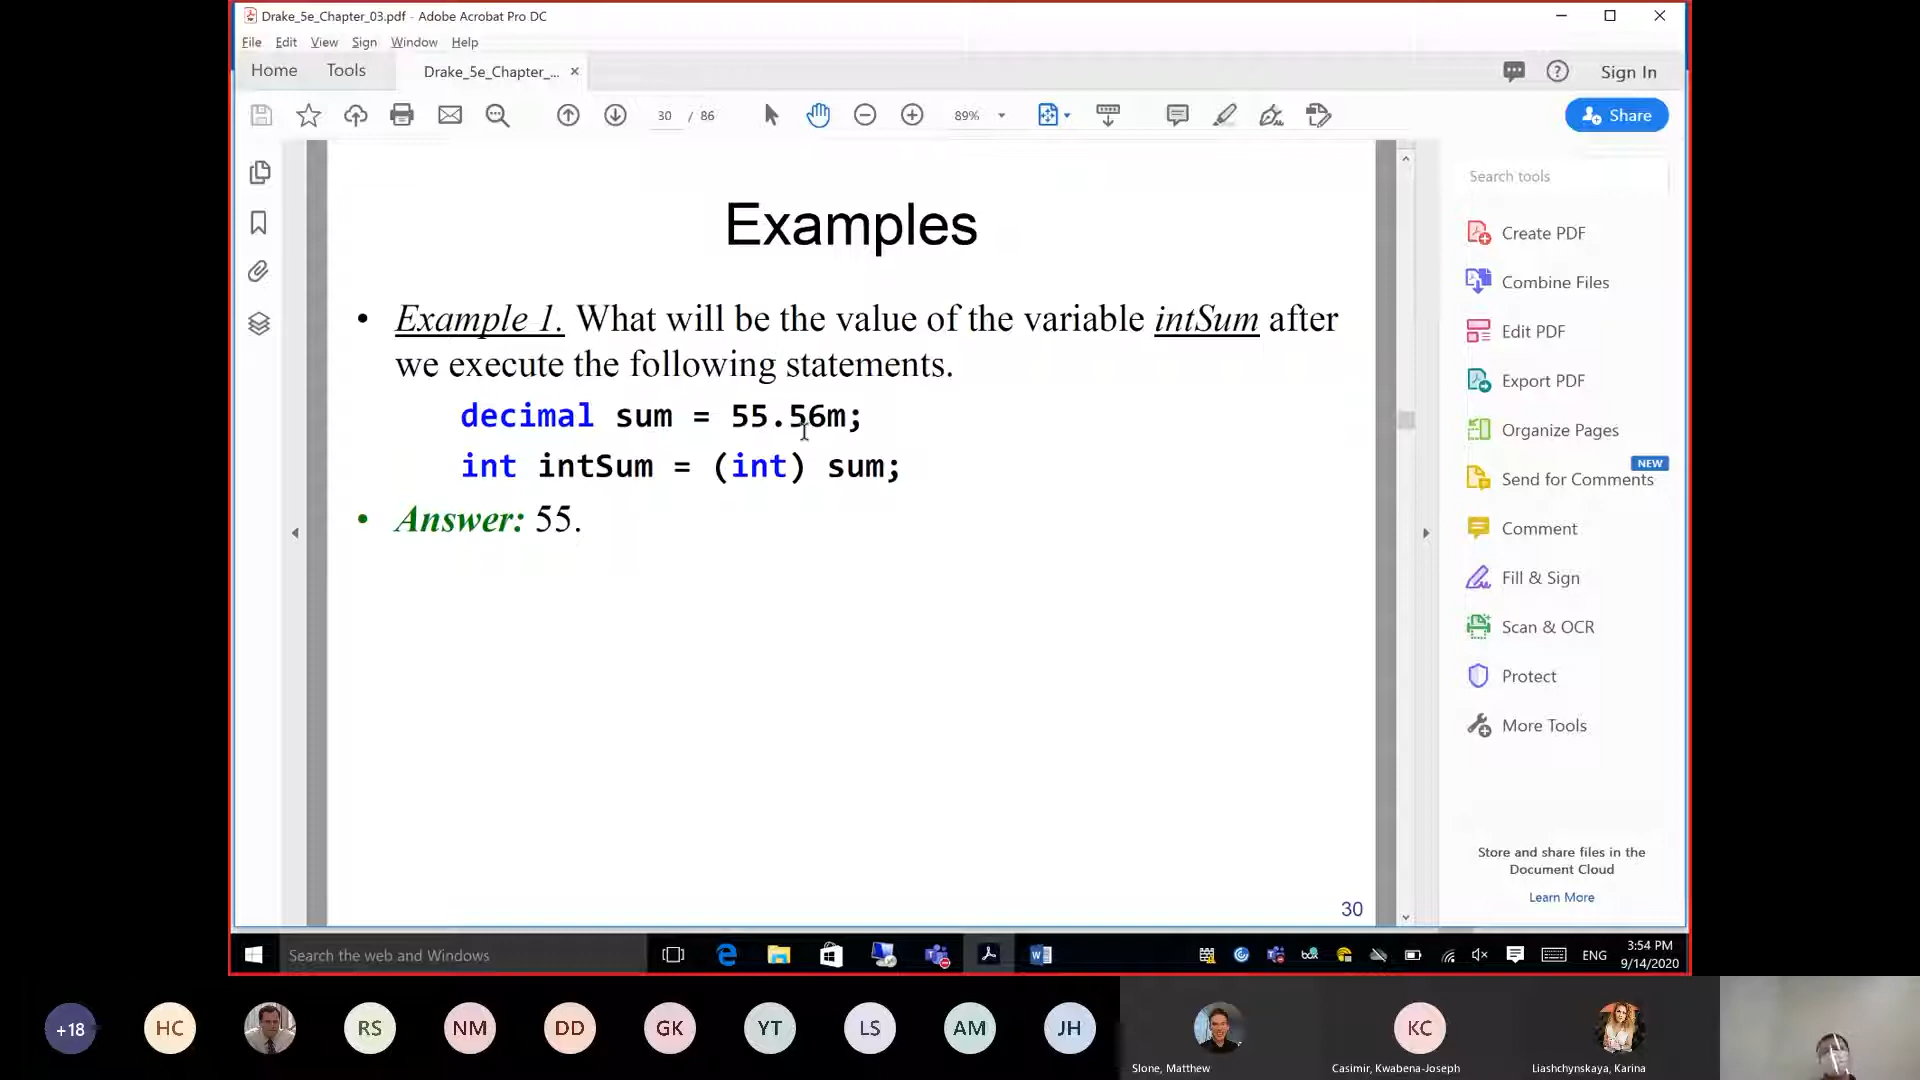 Drake_5e_Chapter_03.pdf - Adobe Acrobat Pro DC
File Edit View Sign Window Help
Home Tools Drake_5e_Chapter_... × Sign In
30 / 86 89% Share
Examples
• Example 1. What will be the value of the variable intSum after
we execute the following statements.
decimal sum = 55.56m;
int intSum = (int) sum;
• Answer: 55.
30
Search tools
Create PDF
Combine Files
Edit PDF
Export PDF
Organize Pages
NEW
Send for Comments
Comment
Fill & Sign
Scan & OCR
Protect
More Tools
Store and share files in the
Document Cloud
Learn More
Search the web and Windows
ENG
3:54 PM
9/14/2020
+18 HC RS NM DD GK YT LS AM JH KC
Slone, Matthew Casimir, Kwabena-Joseph Liashchynskaya, Karina